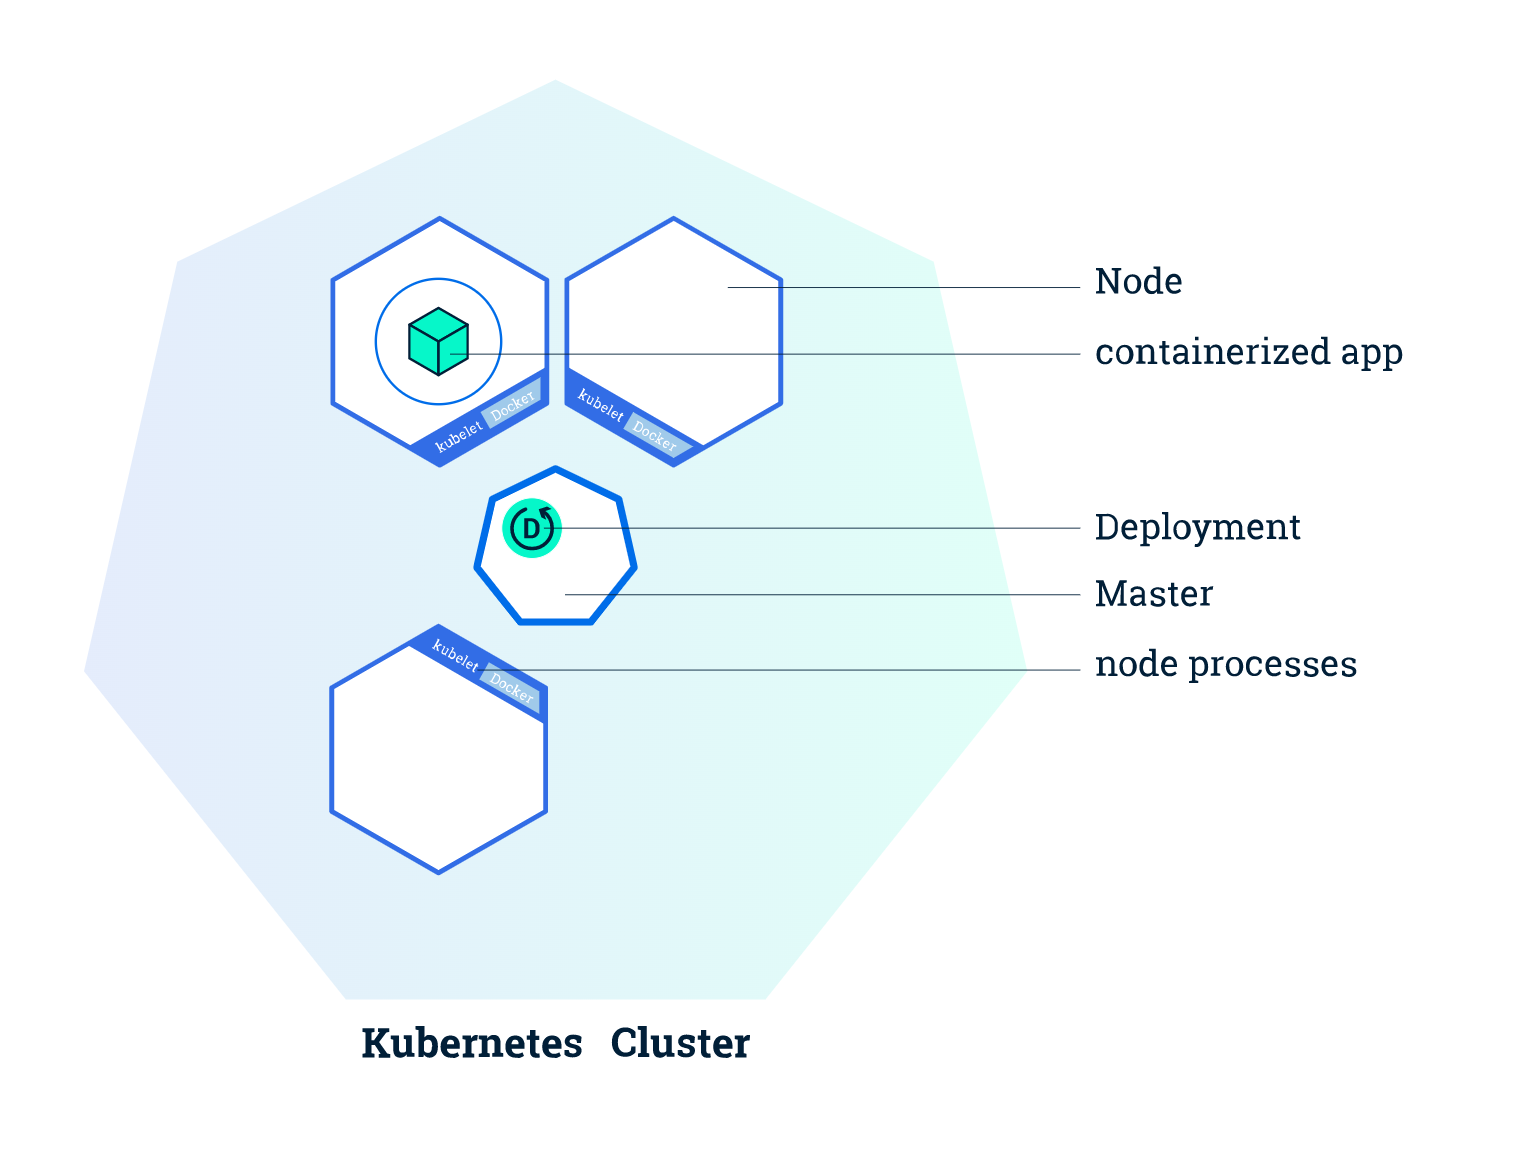 Node
containerized app
kubelet Docker
kubelet Docker
D
Deployment
Master
kubelet Docker
node processes
Kubernetes Cluster